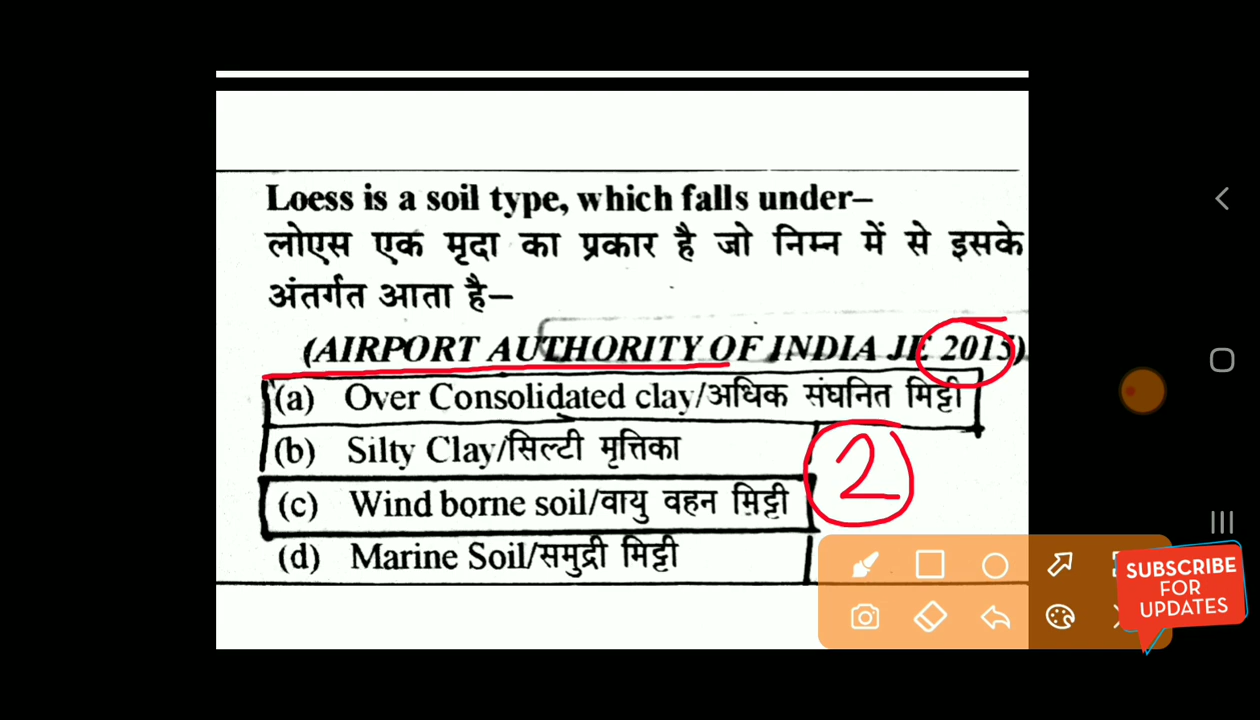 Loess is a soil type, which falls under–
लोएस एक मृदा का प्रकार है जो निम्न में से इसके
अंतर्गत आता है–
(AIRPORT AUTHORITY OF INDIA JE 2015)
(a) Over Consolidated clay/अधिक संघनित मिट्टी
(b) Silty Clay/सिल्टी मृत्तिका
2
(c) Wind borne soil/वायु वहन मिट्टी
(d) Marine Soil/समुद्री मिट्टी
SUBSCRIBE
FOR
UPDATES